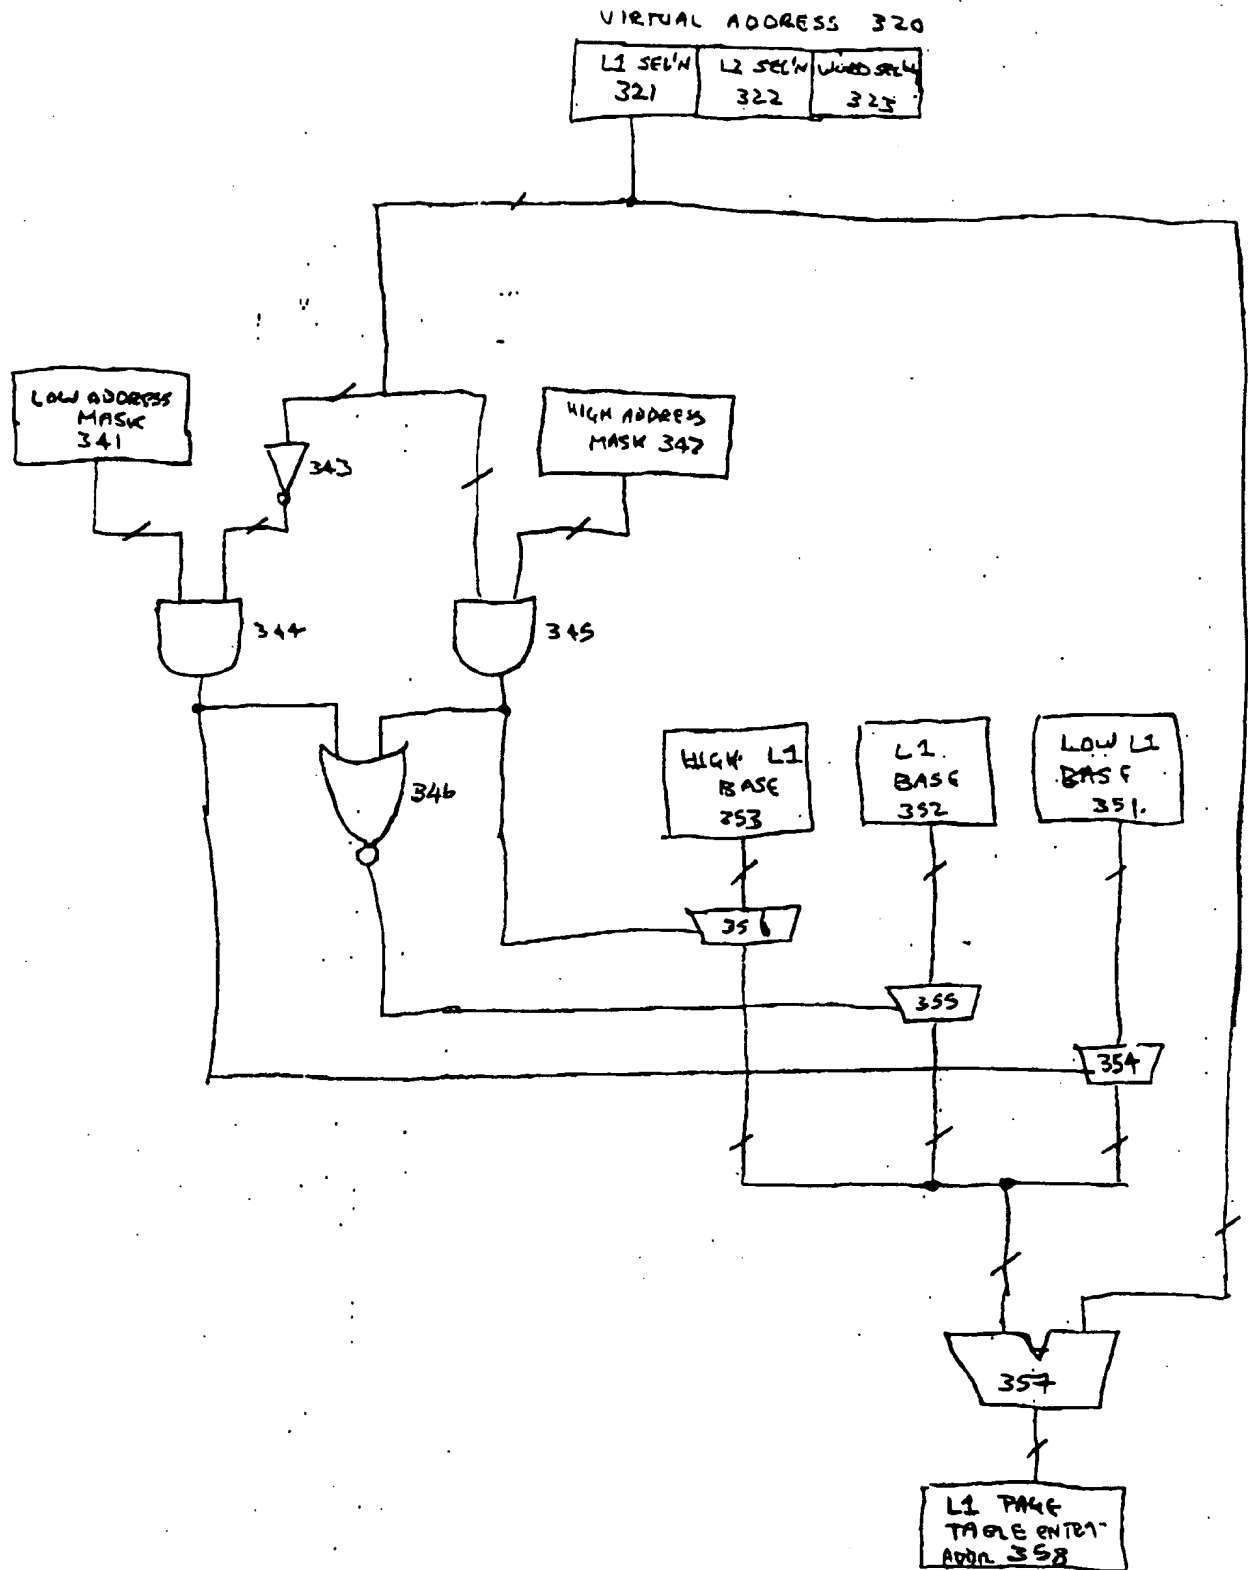 VIRTUAL ADDRESS 320
L1 SEL'N
321
L2 SEL'N
322
WORD SEL'N
323
LOW ADDRESS
MASK
341
343
HIGH ADDRESS
MASK 342
344
345
346
HIGH L1
BASE
353
L1
BASE
352
LOW L1
BASE
351.
356
355
354
357
L1 PAGE
TABLE ENTRY
ADDR 358